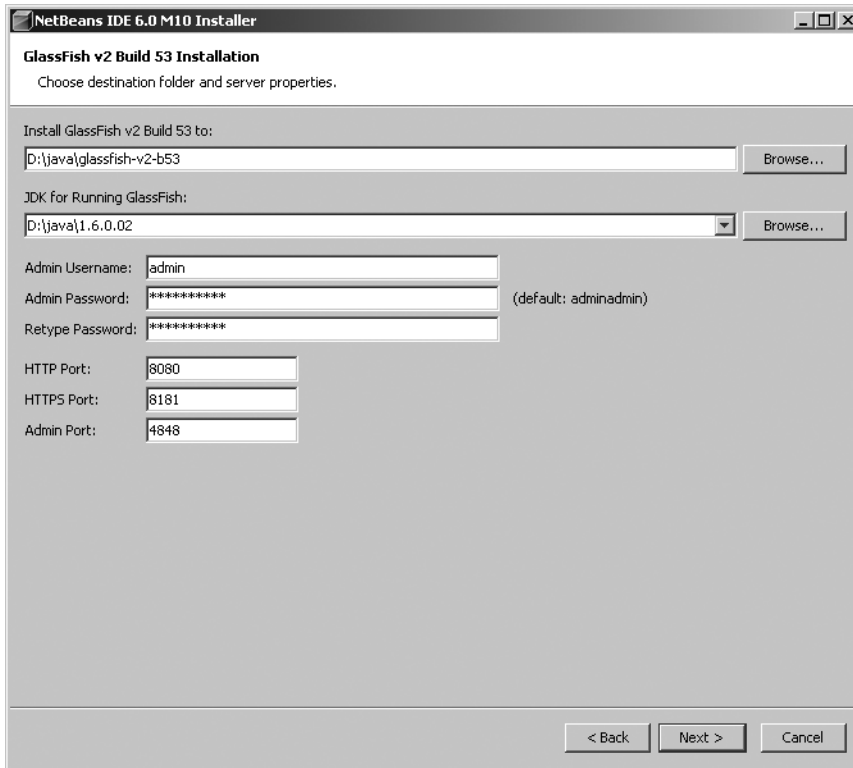 NetBeans IDE 6.0 M10 Installer
GlassFish v2 Build 53 Installation
Choose destination folder and server properties.
Install GlassFish v2 Build 53 to:
D:\java\glassfish-v2-b53 Browse...
JDK for Running GlassFish:
D:\java\1.6.0.02 Browse...
Admin Username: admin
Admin Password: ********** (default: adminadmin)
Retype Password: **********
HTTP Port: 8080
HTTPS Port: 8181
Admin Port: 4848
< Back Next > Cancel